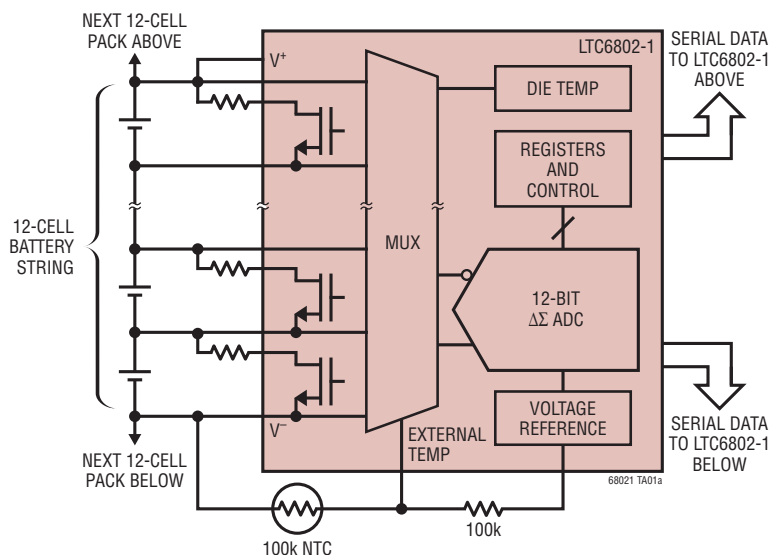 NEXT 12-CELL
PACK ABOVE
V+
LTC6802-1
SERIAL DATA
TO LTC6802-1
ABOVE
DIE TEMP
REGISTERS
AND
CONTROL
12-CELL
BATTERY
STRING
MUX
12-BIT
ΔΣ ADC
V–
EXTERNAL
TEMP
VOLTAGE
REFERENCE
NEXT 12-CELL
PACK BELOW
SERIAL DATA
TO LTC6802-1
BELOW
68021 TA01a
100k NTC
100k